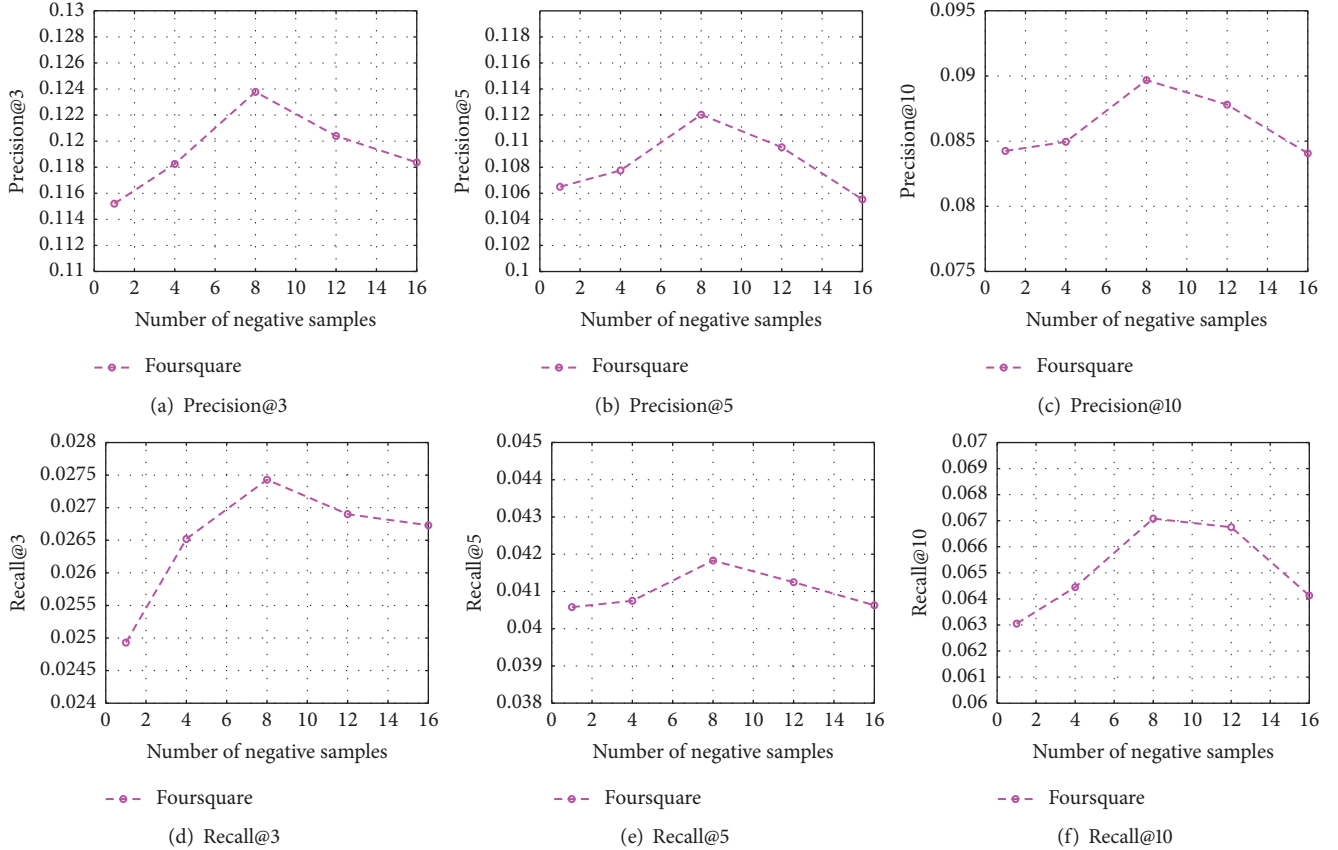 0.13
0.128
0.126
0.124
0.122
0.12
0.118
0.116
0.114
0.112
0.11
Precision@3
0 2 4 6 8 10 12 14 16
Number of negative samples
Foursquare
(a) Precision@3
0.118
0.116
0.114
0.112
0.11
0.108
0.106
0.104
0.102
0.1
Precision@5
0 2 4 6 8 10 12 14 16
Number of negative samples
Foursquare
(b) Precision@5
0.095
0.09
0.085
0.08
0.075
Precision@10
0 2 4 6 8 10 12 14 16
Number of negative samples
Foursquare
(c) Precision@10
0.028
0.0275
0.027
0.0265
0.026
0.0255
0.025
0.0245
0.024
Recall@3
0 2 4 6 8 10 12 14 16
Number of negative samples
Foursquare
(d) Recall@3
0.045
0.044
0.043
0.042
0.041
0.04
0.039
0.038
Recall@5
0 2 4 6 8 10 12 14 16
Number of negative samples
Foursquare
(e) Recall@5
0.07
0.069
0.068
0.067
0.066
0.065
0.064
0.063
0.062
0.061
0.06
Recall@10
0 2 4 6 8 10 12 14 16
Number of negative samples
Foursquare
(f) Recall@10